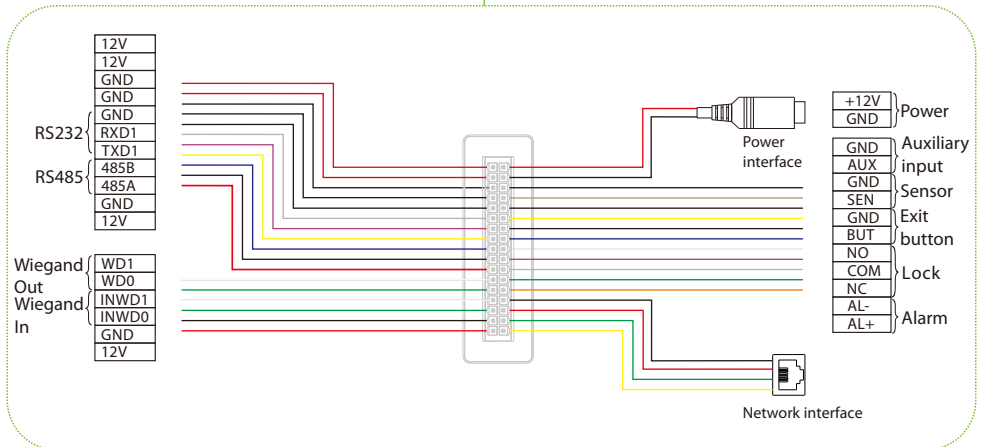 12V
12V
GND
GND
GND
RS232
RXD1
TXD1
485B
RS485
485A
GND
12V
WD1
Wiegand
Out
WD0
INWD1
Wiegand
In
INWD0
GND
12V
Power
interface
+12V
GND
Power
GND
AUX
Auxiliary
input
GND
SEN
Sensor
GND
BUT
Exit
button
NO
COM
NC
Lock
AL-
AL+
Alarm
Network interface